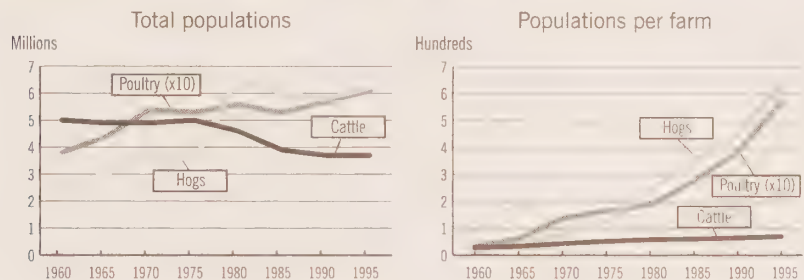 Total populations
Millions
7
6
5
4
3
2
1
0
Poultry (x10)
Cattle
Hogs
1960 1965 1970 1975 1980 1985 1990 1995
Populations per farm
Hundreds
7
6
5
4
3
2
1
0
Hogs
Poultry (x10)
Cattle
1960 1965 1970 1975 1980 1985 1990 1995